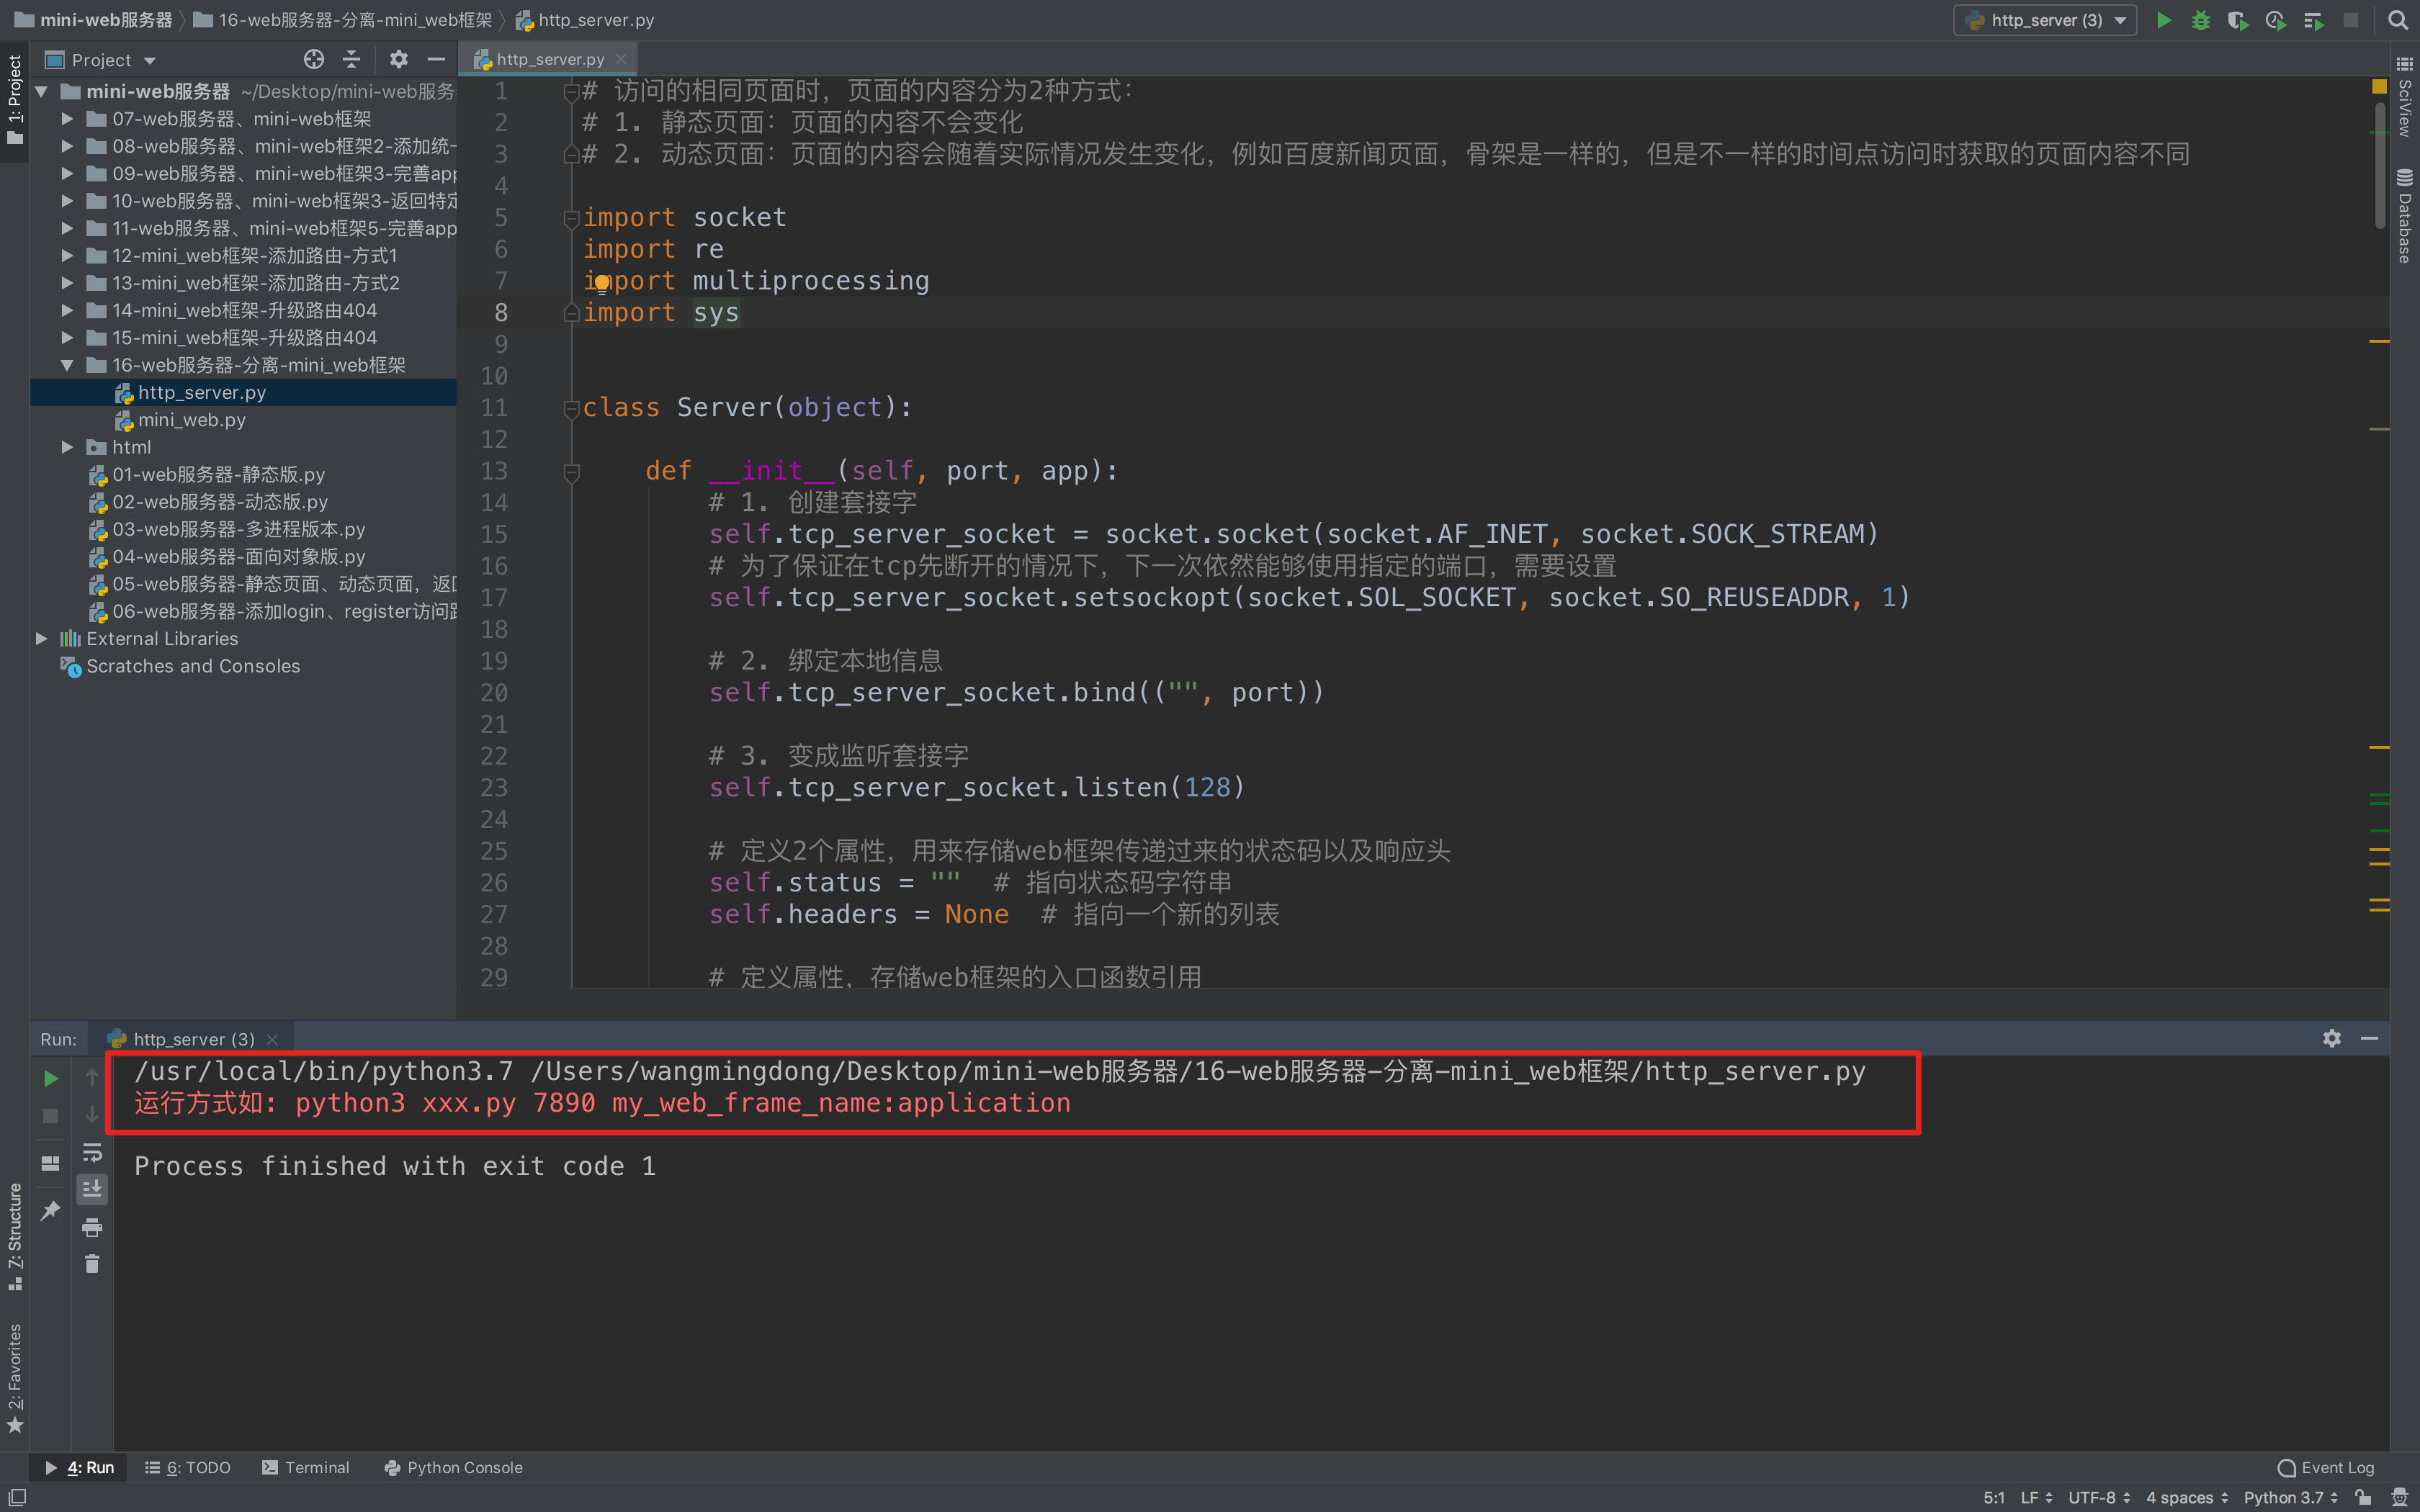 mini-web服务器 16-web服务器-分离-mini_web框架 http_server.py http_server (3)
Project http_server.py
1: Project
mini-web服务器 ~/Desktop/mini-web服务
07-web服务器、mini-web框架
08-web服务器、mini-web框架2-添加统一
09-web服务器、mini-web框架3-完善app
10-web服务器、mini-web框架3-返回特定
11-web服务器、mini-web框架5-完善app
12-mini_web框架-添加路由-方式1
13-mini_web框架-添加路由-方式2
14-mini_web框架-升级路由404
15-mini_web框架-升级路由404
16-web服务器-分离-mini_web框架
http_server.py
mini_web.py
html
01-web服务器-静态版.py
02-web服务器-动态版.py
03-web服务器-多进程版本.py
04-web服务器-面向对象版.py
05-web服务器-静态页面、动态页面，返回
06-web服务器-添加login、register访问路
External Libraries
Scratches and Consoles
1 # 访问的相同页面时，页面的内容分为2种方式：
2 # 1. 静态页面：页面的内容不会变化
3 # 2. 动态页面：页面的内容会随着实际情况发生变化，例如百度新闻页面，骨架是一样的，但是不一样的时间点访问时获取的页面内容不同
4
5 import socket
6 import re
7 import multiprocessing
8 import sys
9
10
11 class Server(object):
12
13 def __init__(self, port, app):
14 # 1. 创建套接字
15 self.tcp_server_socket = socket.socket(socket.AF_INET, socket.SOCK_STREAM)
16 # 为了保证在tcp先断开的情况下，下一次依然能够使用指定的端口，需要设置
17 self.tcp_server_socket.setsockopt(socket.SOL_SOCKET, socket.SO_REUSEADDR, 1)
18
19 # 2. 绑定本地信息
20 self.tcp_server_socket.bind(("", port))
21
22 # 3. 变成监听套接字
23 self.tcp_server_socket.listen(128)
24
25 # 定义2个属性，用来存储web框架传递过来的状态码以及响应头
26 self.status = "" # 指向状态码字符串
27 self.headers = None # 指向一个新的列表
28
29 # 定义属性，存储web框架的入口函数引用
SciView
Database
Run: http_server (3)
/usr/local/bin/python3.7 /Users/wangmingdong/Desktop/mini-web服务器/16-web服务器-分离-mini_web框架/http_server.py
运行方式如: python3 xxx.py 7890 my_web_frame_name:application
Process finished with exit code 1
7: Structure
2: Favorites
4: Run 6: TODO Terminal Python Console Event Log
5:1 LF UTF-8 4 spaces Python 3.7